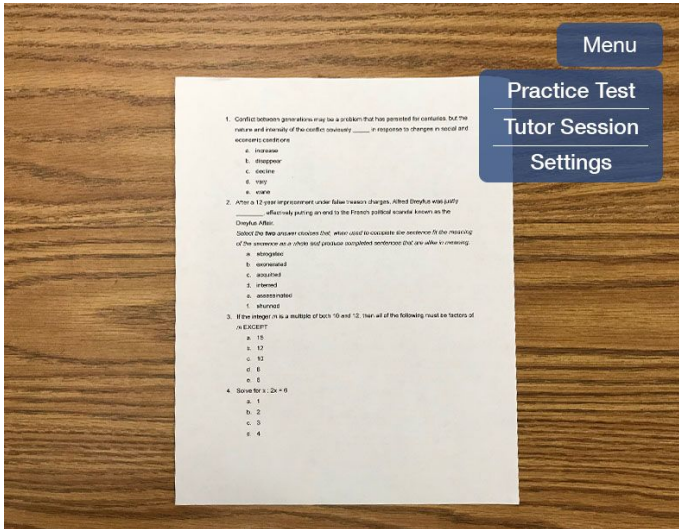 Menu
Practice Test
Tutor Session
Settings
1. Conflict between generations may be a problem that has persisted for centuries, but the
nature and intensity of the conflict obviously _____ in response to changes in social and
economic conditions
a. increase
b. disappear
c. decline
d. vary
e. wane
2. After a 12 year imprisonment under false treason charges, Alfred Dreyfus was justly
________, effectively putting an end to the French political scandal known as the
Dreyfus Affair.
Select the two answer choices that, when used to complete the sentence fit the meaning
of the sentence as a whole and produce completed sentences that are alike in meaning.
a. abrogated
b. exonerated
c. acquitted
d. interred
e. assassinated
f. shunned
3. If the integer m is a multiple of both 10 and 12, then all of the following must be factors of
m EXCEPT
a. 15
b. 12
c. 10
d.
e.
4. Solve for x : 2x = 6
a. 1
b. 2
c. 3
d. 4